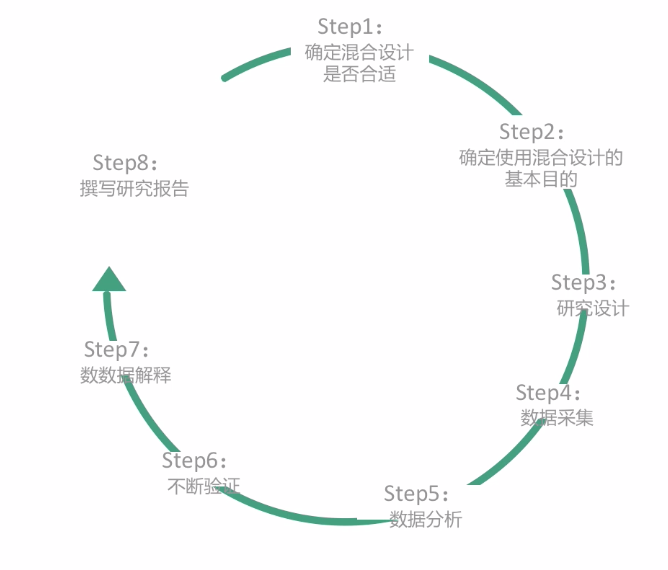 Step1：
确定混合设计
是否合适
Step2：
确定使用混合设计的
基本目的
Step3：
研究设计
Step4：
数据采集
Step5：
数据分析
Step6：
不断验证
Step7：
数数据解释
Step8：
撰写研究报告